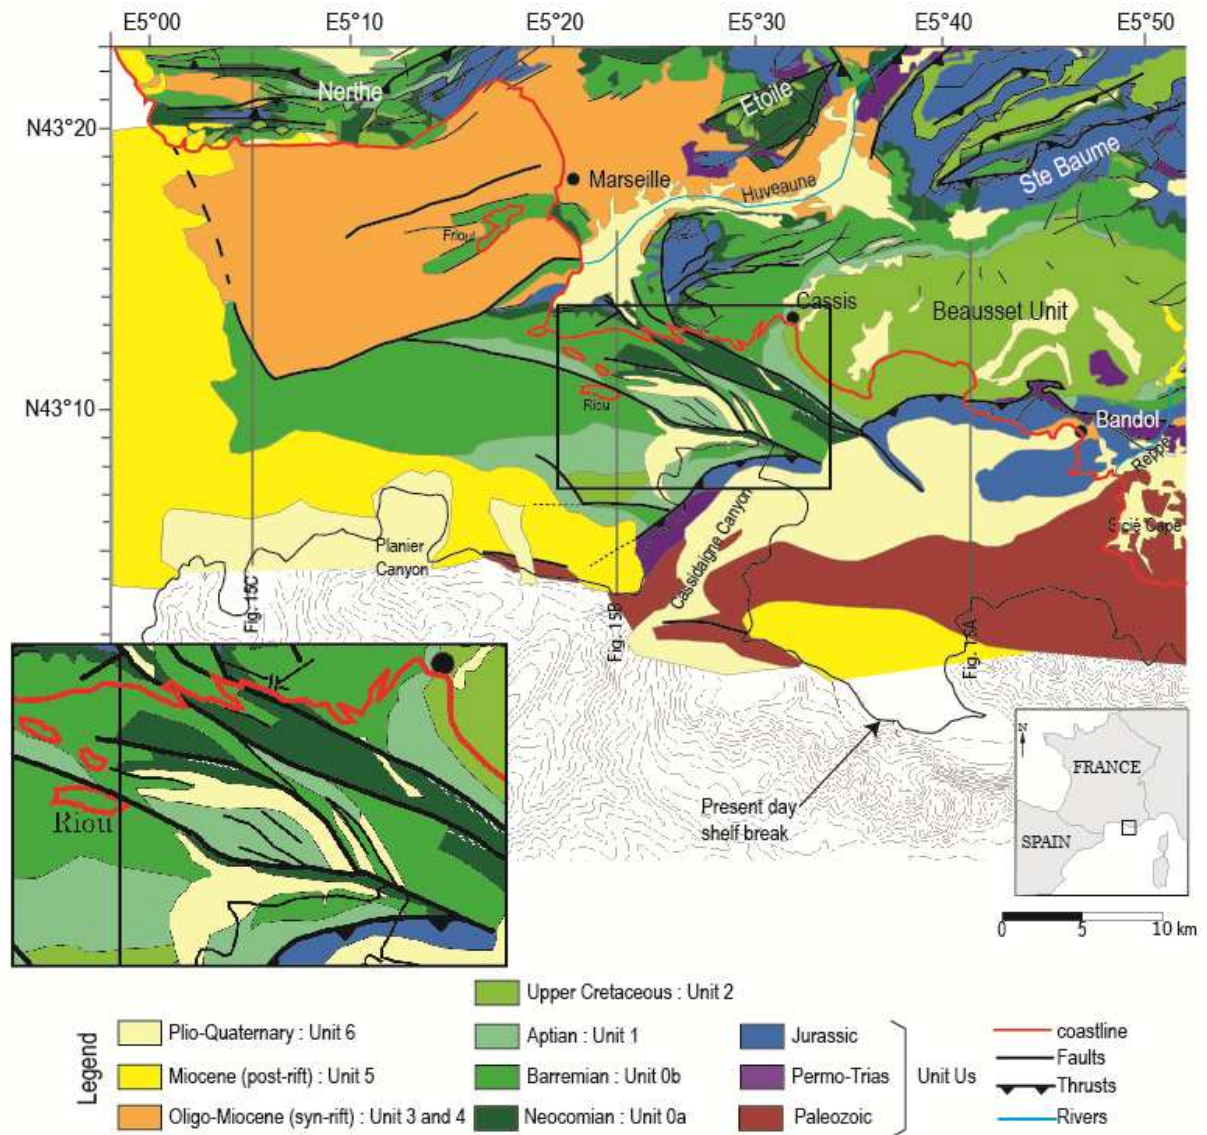 E5°00 E5°10 E5°20 E5°30 E5°40 E5°50
N43°20
N43°10
Nerthe
Etoile
Ste Baume
Marseille
Huveaune
Frioul
Cassis
Beausset Unit
Riou
Bandol
Reppe
Sicié Cape
Planier
Canyon
Cassidaigne Canyon
Fig. 15C
Fig. 15B
Fig. 15A
Riou
Present day
shelf break
N
FRANCE
SPAIN
0 5 10 km
Legend
Upper Cretaceous : Unit 2
Plio-Quaternary : Unit 6
Aptian : Unit 1
Jurassic
coastline
Faults
Miocene (post-rift) : Unit 5
Barremian : Unit 0b
Permo-Trias
Unit Us
Thrusts
Oligo-Miocene (syn-rift) : Unit 3 and 4
Neocomian : Unit 0a
Paleozoic
Rivers